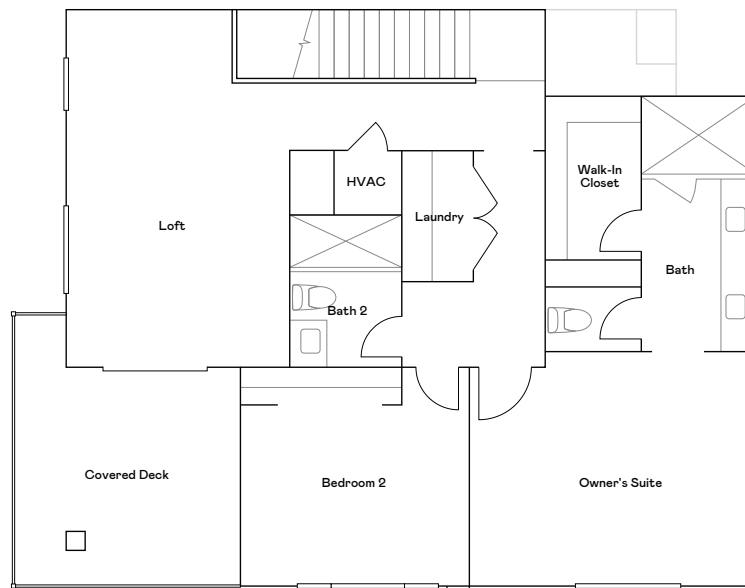 Walk-In
Closet
HVAC
Laundry
Loft
Bath
Bath 2
Covered Deck
Bedroom 2
Owner's Suite